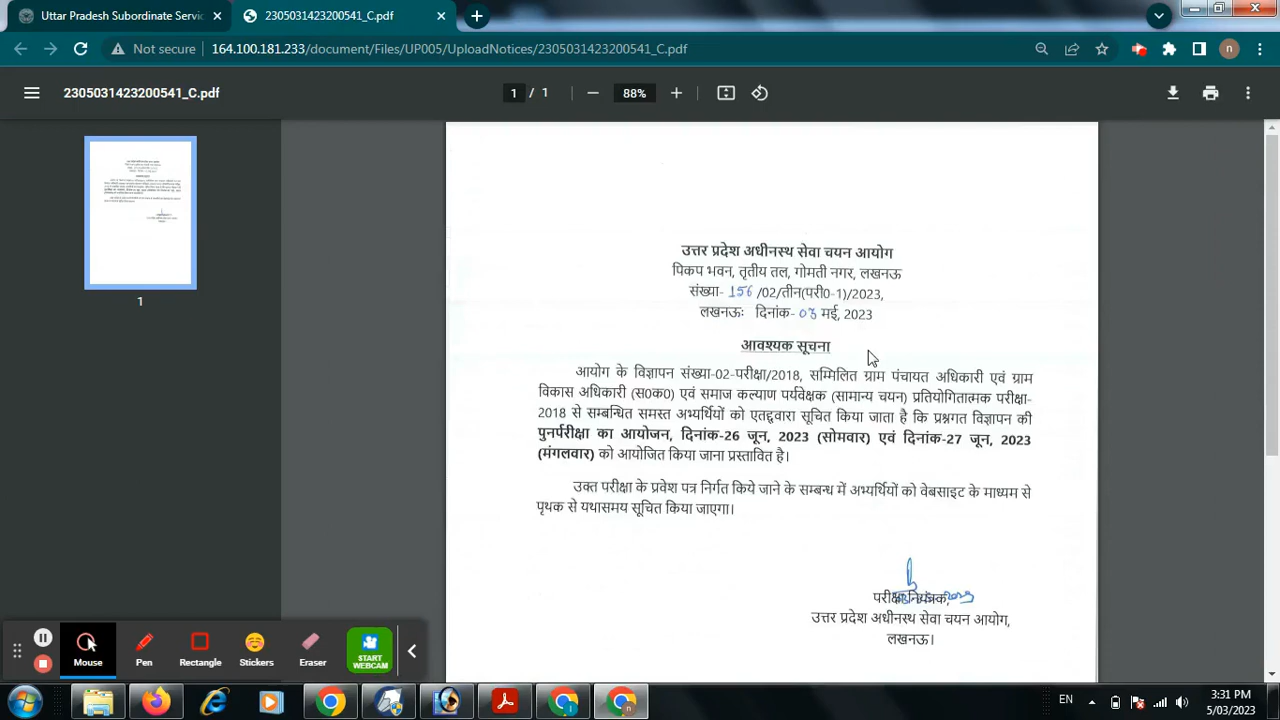 Uttar Pradesh Subordinate Servi
2305031423200541_C.pdf
Not secure
164.100.181.233/document/Files/UP005/UploadNotices/2305031423200541_C.pdf
n
2305031423200541_C.pdf
1 / 1
88%
1
उत्तर प्रदेश अधीनस्थ सेवा चयन आयोग
पिकप भवन, तृतीय तल, गोमती नगर, लखनऊ
संख्या- 156 /02/तीन(परी0-1)/2023,
लखनऊः दिनांक- 03 मई, 2023
आवश्यक सूचना
आयोग के विज्ञापन संख्या-02-परीक्षा/2018, सम्मिलित ग्राम पंचायत अधिकारी एवं ग्राम
विकास अधिकारी (स0क0) एवं समाज कल्याण पर्यवेक्षक (सामान्य चयन) प्रतियोगितात्मक परीक्षा-
2018 से सम्बन्धित समस्त अभ्यर्थियों को एतद्द्वारा सूचित किया जाता है कि प्रश्नगत विज्ञापन की
पुनर्परीक्षा का आयोजन, दिनांक-26 जून, 2023 (सोमवार) एवं दिनांक-27 जून, 2023
(मंगलवार) को आयोजित किया जाना प्रस्तावित है।
उक्त परीक्षा के प्रवेश पत्र निर्गत किये जाने के सम्बन्ध में अभ्यर्थियों को वेबसाइट के माध्यम से
पृथक से यथासमय सूचित किया जाएगा।
परीक्षा नियंत्रक,
उत्तर प्रदेश अधीनस्थ सेवा चयन आयोग,
लखनऊ।
Mouse
Pen
Rectangle
Stickers
Eraser
START
WEBCAM
EN
3:31 PM
5/03/2023